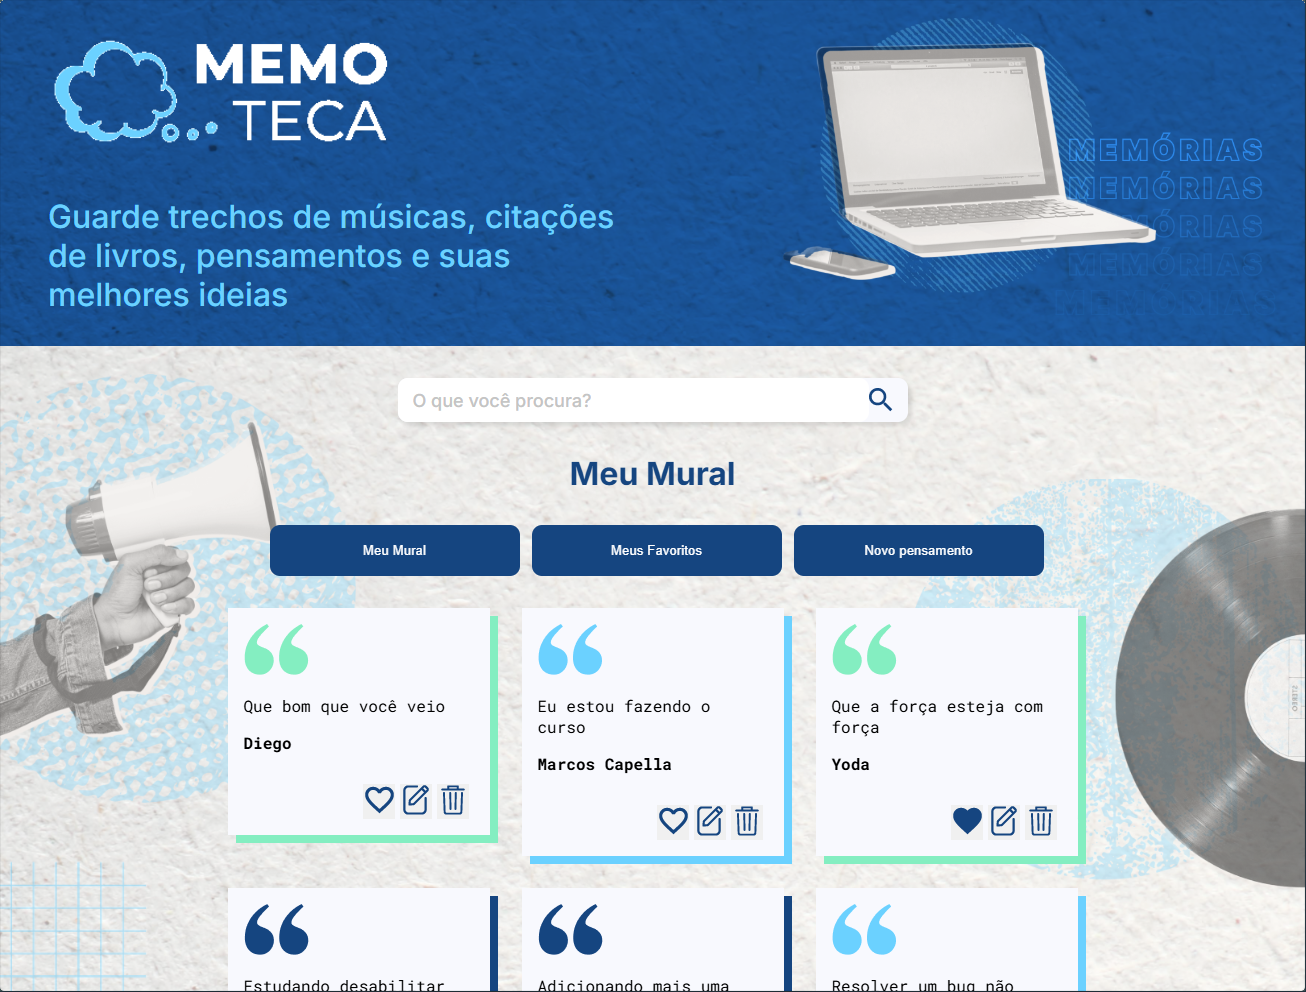 MEMO
TECA
Guarde trechos de músicas, citações
de livros, pensamentos e suas
melhores ideias
MEMÓRIAS
MEMÓRIAS
MEMÓRIAS
MEMÓRIAS
MEMÓRIAS
O que você procura?
Meu Mural
Meu Mural
Meus Favoritos
Novo pensamento
Que bom que você veio
Diego
Eu estou fazendo o
curso
Marcos Capella
Que a força esteja com
força
Yoda
Estudando desabilitar
Adicionando mais uma
Resolver um bug não